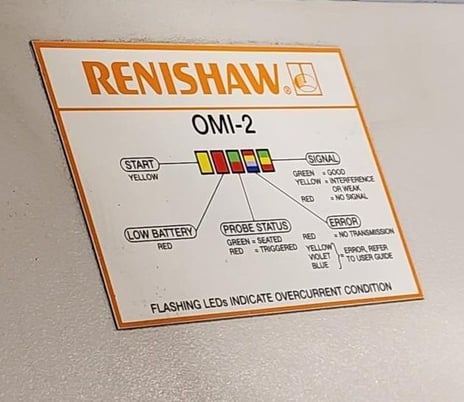 RENISHAW®
OMI-2
START
YELLOW
SIGNAL
GREEN = GOOD
YELLOW = INTERFERENCE
OR WEAK
RED = NO SIGNAL
LOW BATTERY
RED
PROBE STATUS
GREEN = SEATED
RED = TRIGGERED
ERROR
RED = NO TRANSMISSION
YELLOW
VIOLET
BLUE
} = ERROR, REFER
TO USER GUIDE
FLASHING LEDs INDICATE OVERCURRENT CONDITION